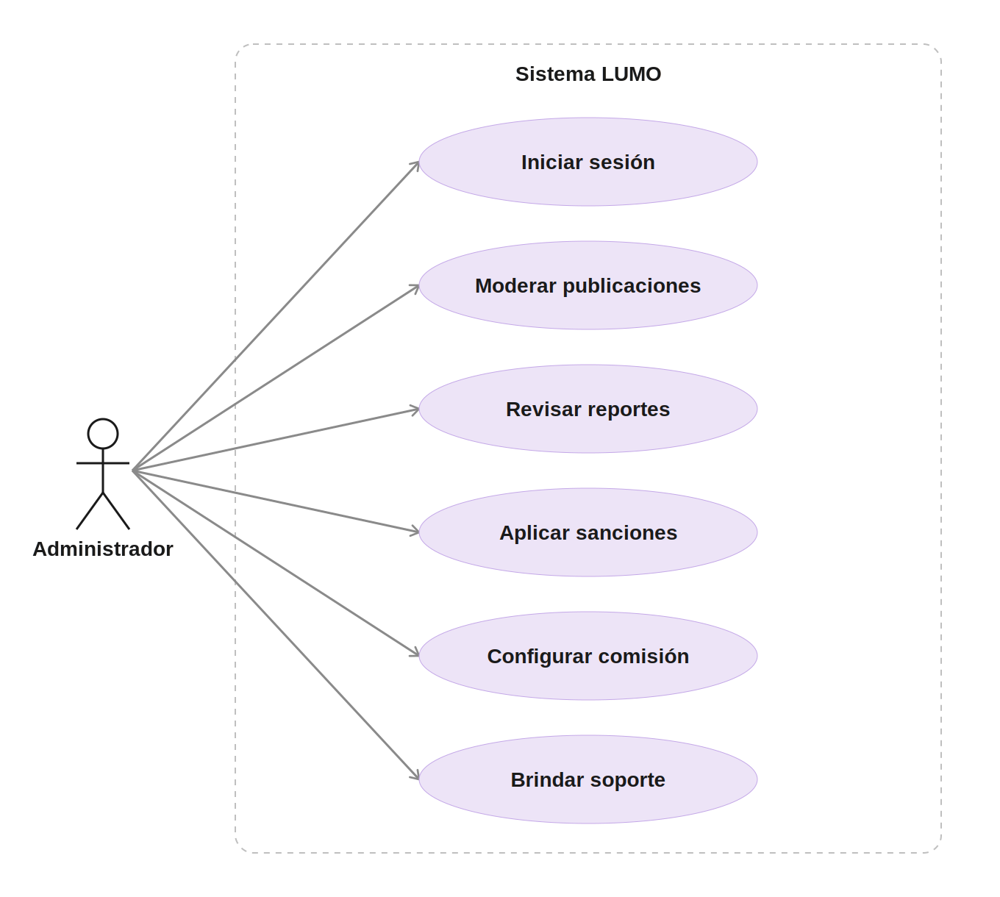 Sistema LUMO
Iniciar sesión
Moderar publicaciones
Revisar reportes
Aplicar sanciones
Administrador
Configurar comisión
Brindar soporte